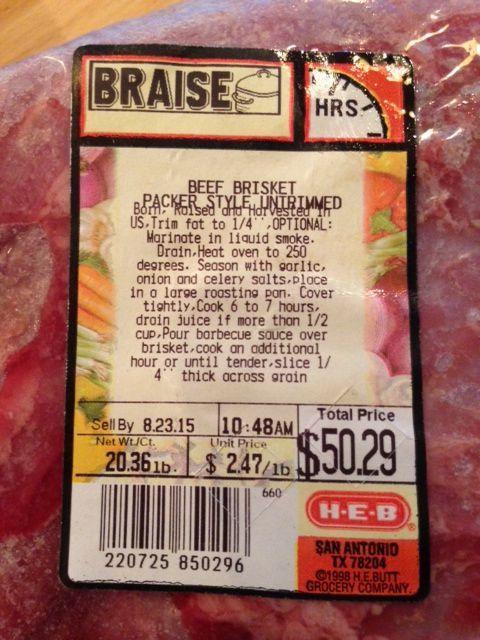 BRAISE
HRS.
BEEF BRISKET
PACKER STYLE UNTRIMMED
Born, Raised and Harvested in
US,Trim fat to 1/4'',OPTIONAL:
Marinate in liquid smoke.
Drain,Heat oven to 250
degrees. Season with garlic,
onion and celery salts,place
in a large roasting pan. Cover
tightly,Cook 6 to 7 hours,
drain juice if more than 1/2
cup,Pour barbecue sauce over
brisket,cook an additional
hour or until tender,slice 1/
4'' thick across grain
Sell By 8.23.15 10:48AM
Total Price
$50.29
Net Wt./Ct.
20.36 lb.
Unit Price
$ 2.47/lb
660
220725 850296
H-E-B®
SAN ANTONIO
TX 78204
©1998 H.E.BUTT
GROCERY COMPANY.